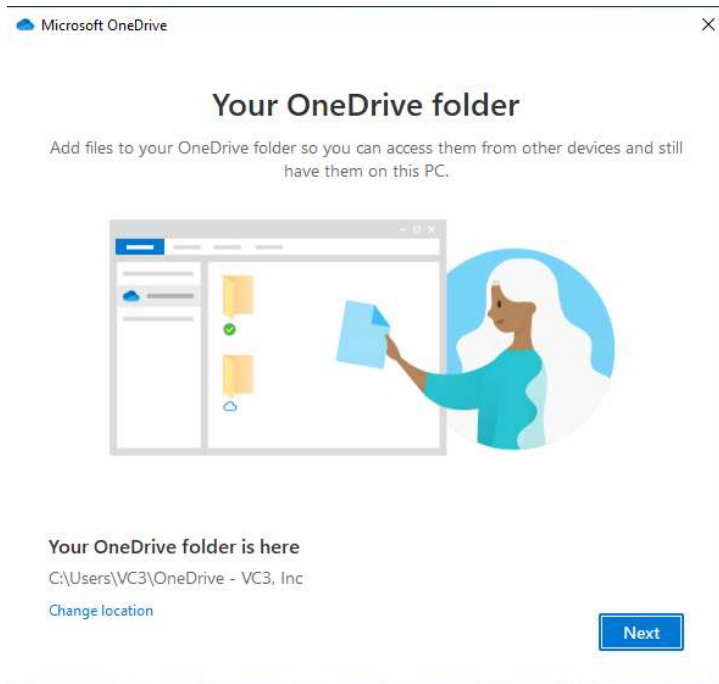 Microsoft OneDrive
Your OneDrive folder
Add files to your OneDrive folder so you can access them from other devices and still
have them on this PC.
Your OneDrive folder is here
C:\Users\VC3\OneDrive - VC3, Inc
Change location
Next